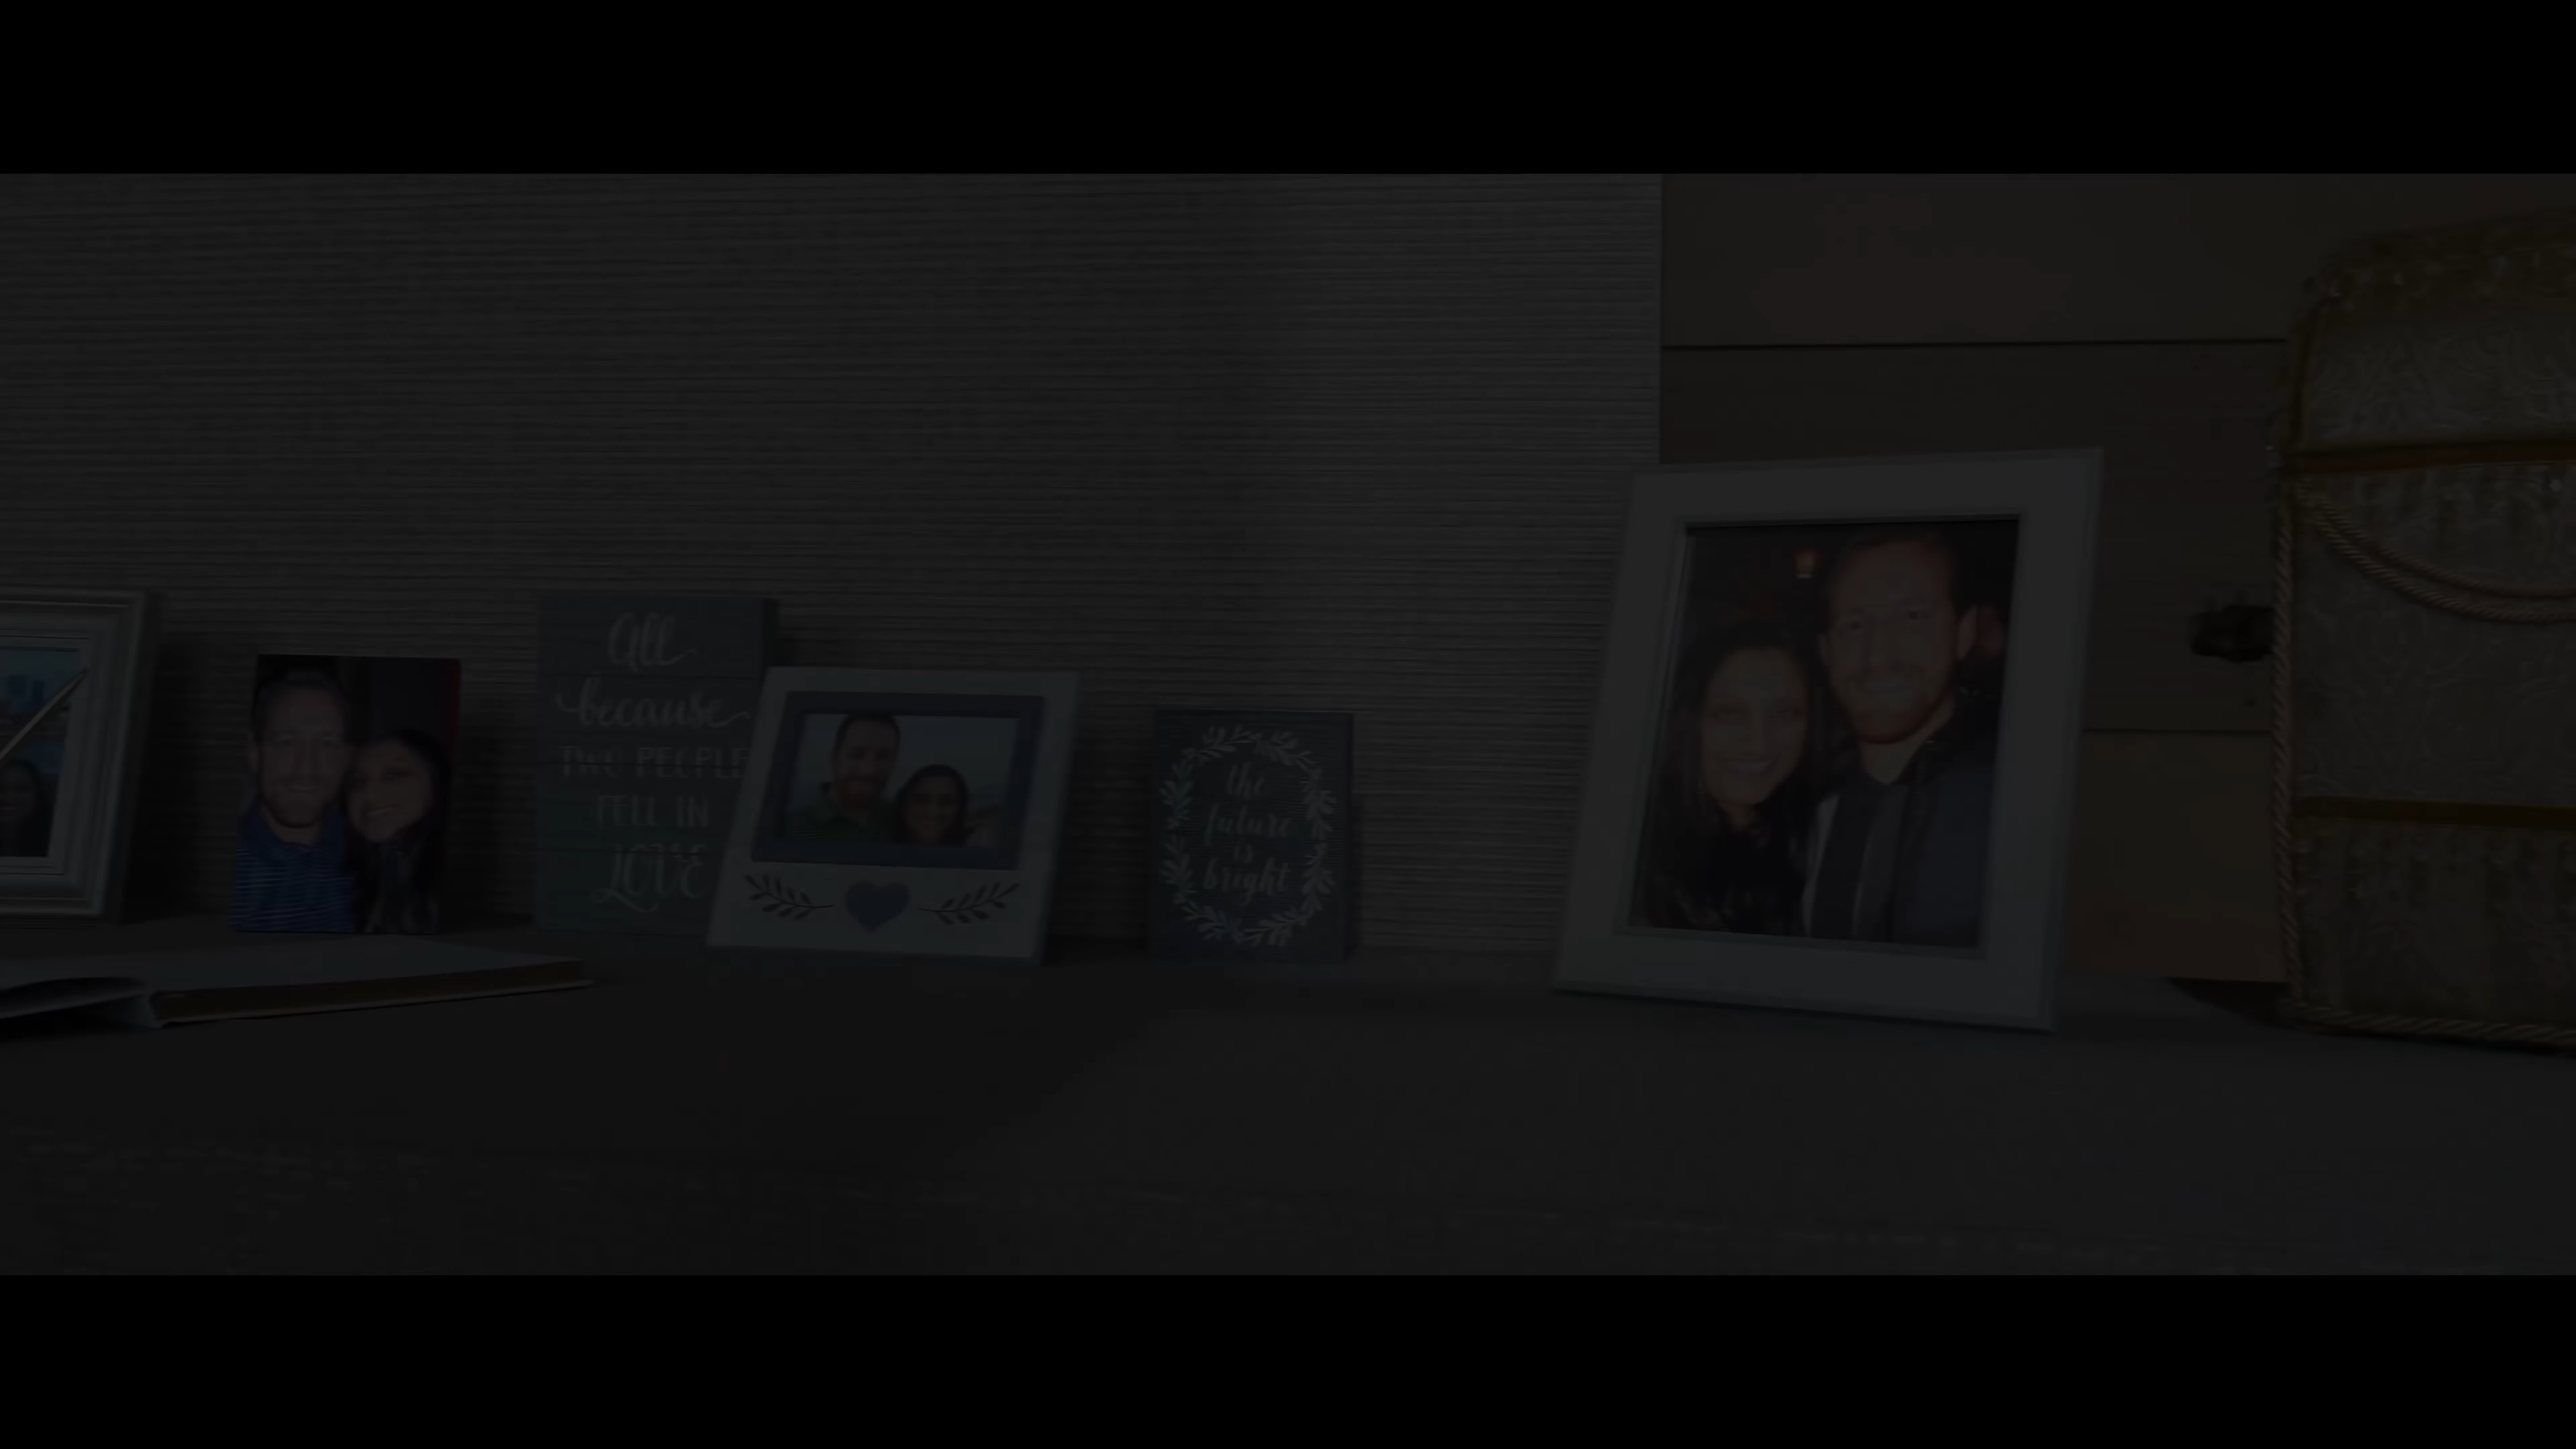 All
because
TWO PEOPLE
FELL IN
LOVE
the
future
is
bright